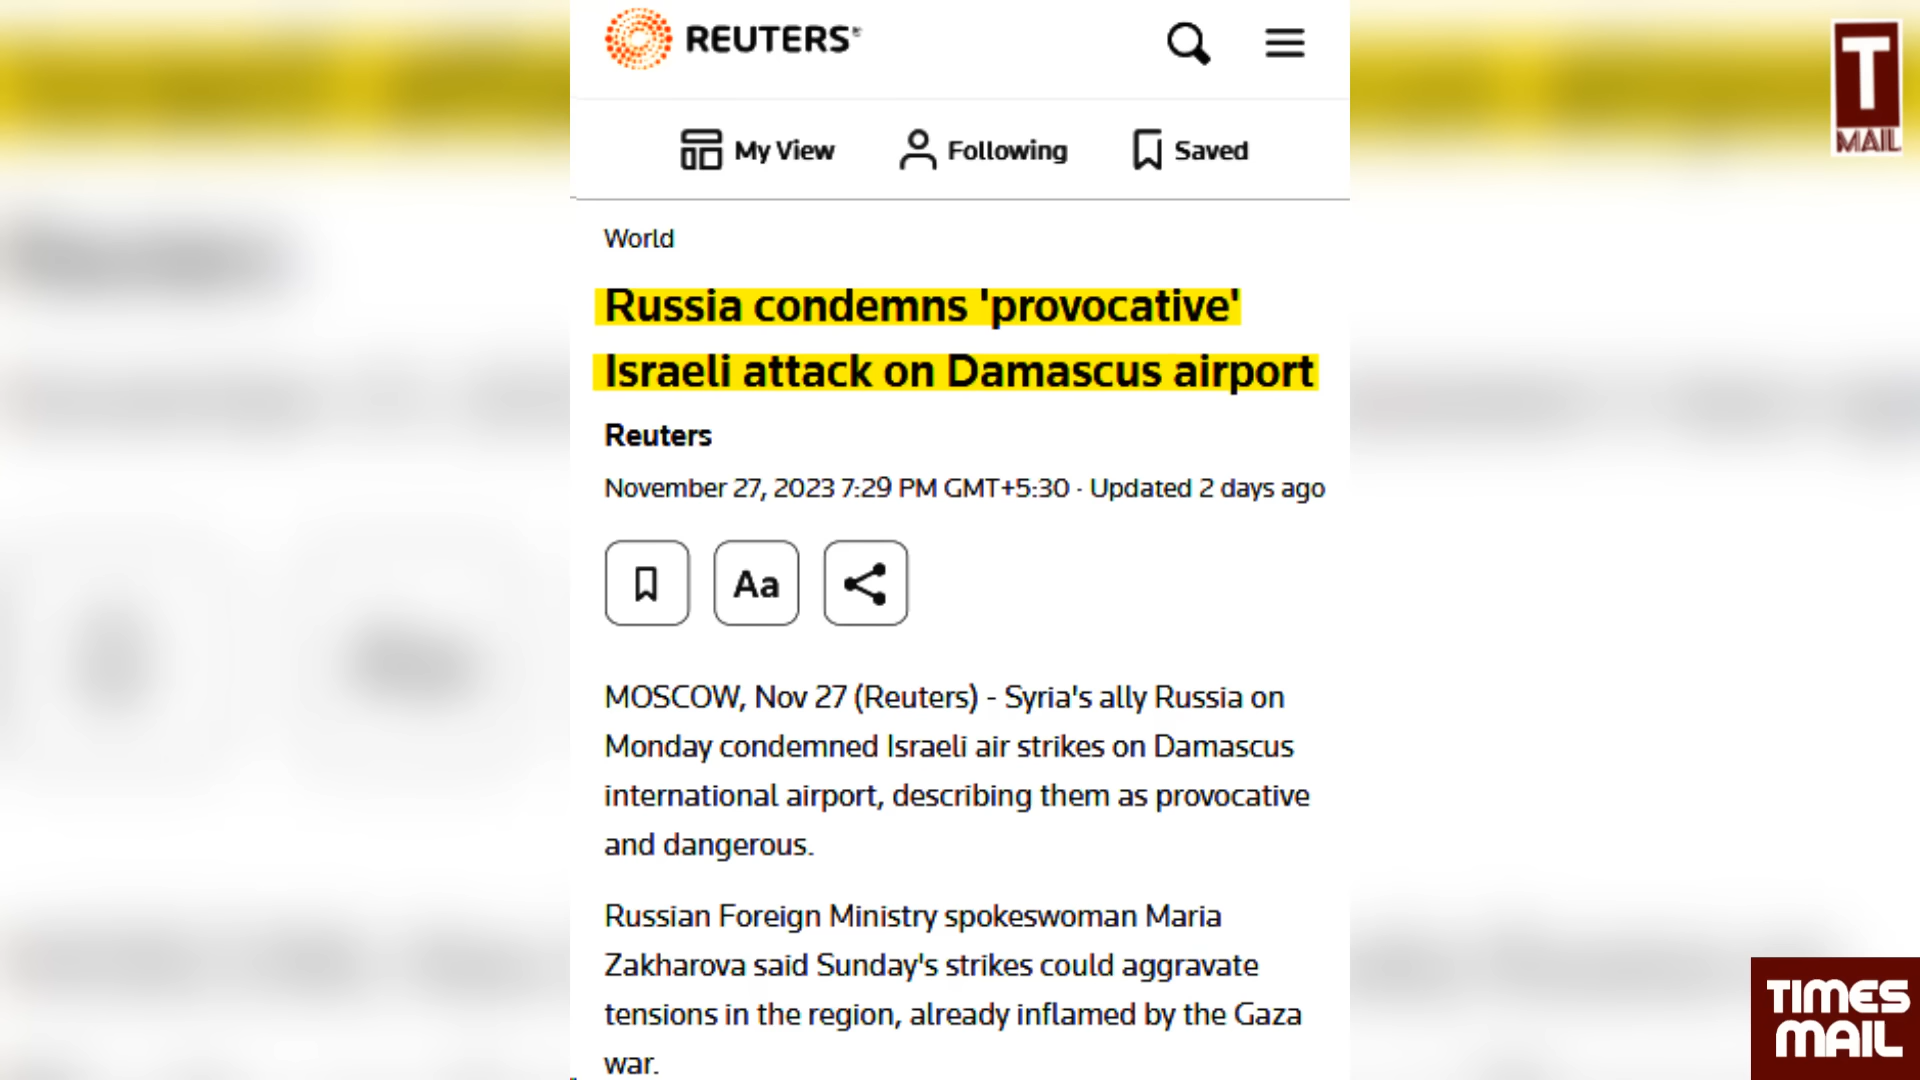 REUTERS®
T
MAIL
My View
Following
Saved
World
Russia condemns 'provocative'
Israeli attack on Damascus airport
Reuters
November 27, 2023 7:29 PM GMT+5:30 · Updated 2 days ago
Aa
MOSCOW, Nov 27 (Reuters) - Syria's ally Russia on
Monday condemned Israeli air strikes on Damascus
international airport, describing them as provocative
and dangerous.
Russian Foreign Ministry spokeswoman Maria
Zakharova said Sunday's strikes could aggravate
tensions in the region, already inflamed by the Gaza
war.
TIMES
MAIL